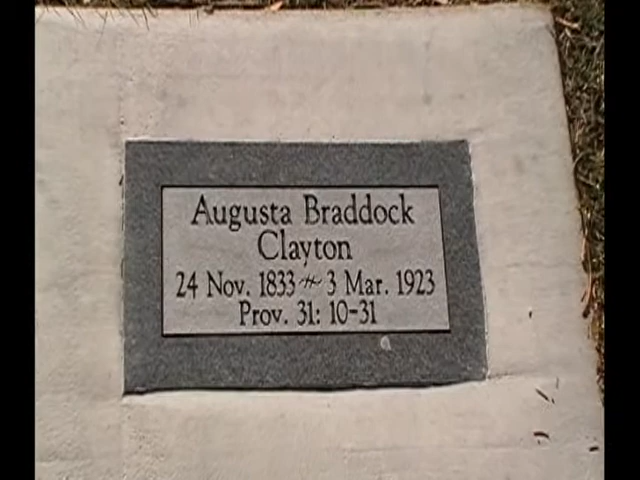 Augusta Braddock
Clayton
24 Nov. 1833 ~ 3 Mar. 1923
Prov. 31: 10-31